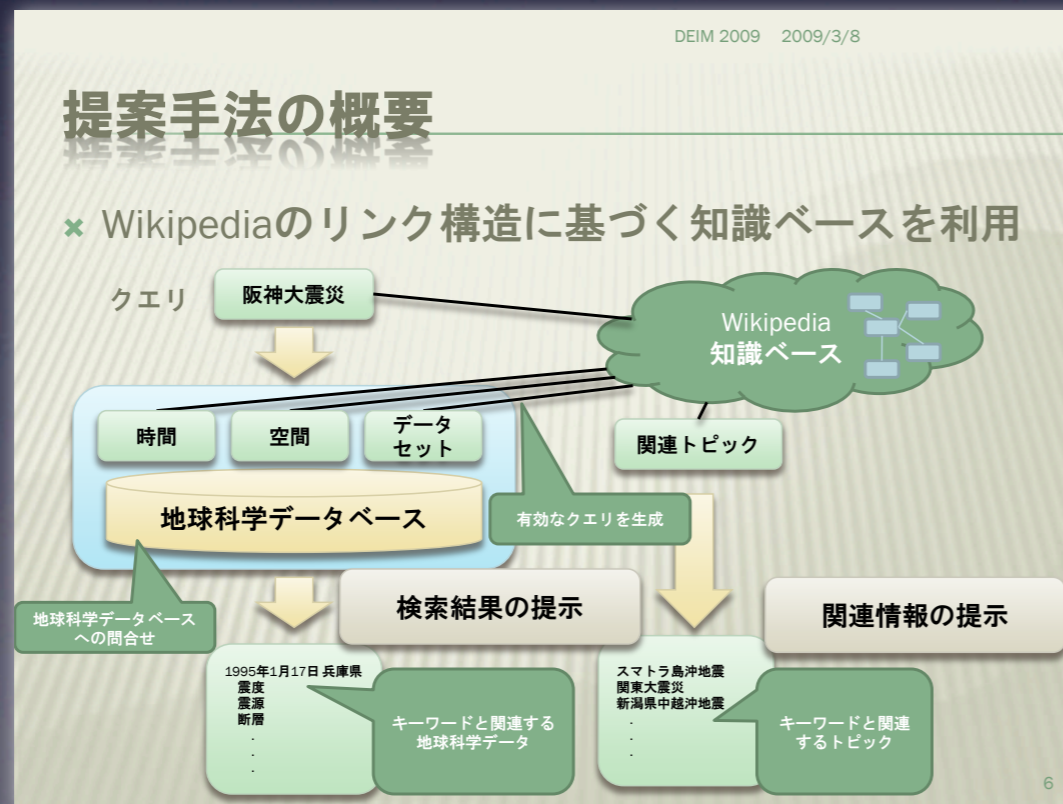 DEIM 2009 2009/3/8
提案手法の概要
Wikipediaのリンク構造に基づく知識ベースを利用
クエリ
阪神大震災
Wikipedia
知識ベース
時間
空間
データ
セット
関連トピック
地球科学データベース
有効なクエリを生成
地球科学データベース
への問合せ
検索結果の提示
関連情報の提示
1995年1月17日 兵庫県
震度
震源
断層
.
.
.
キーワードと関連する
地球科学データ
スマトラ島沖地震
関東大震災
新潟県中越沖地震
.
.
.
キーワードと関連
するトピック
6